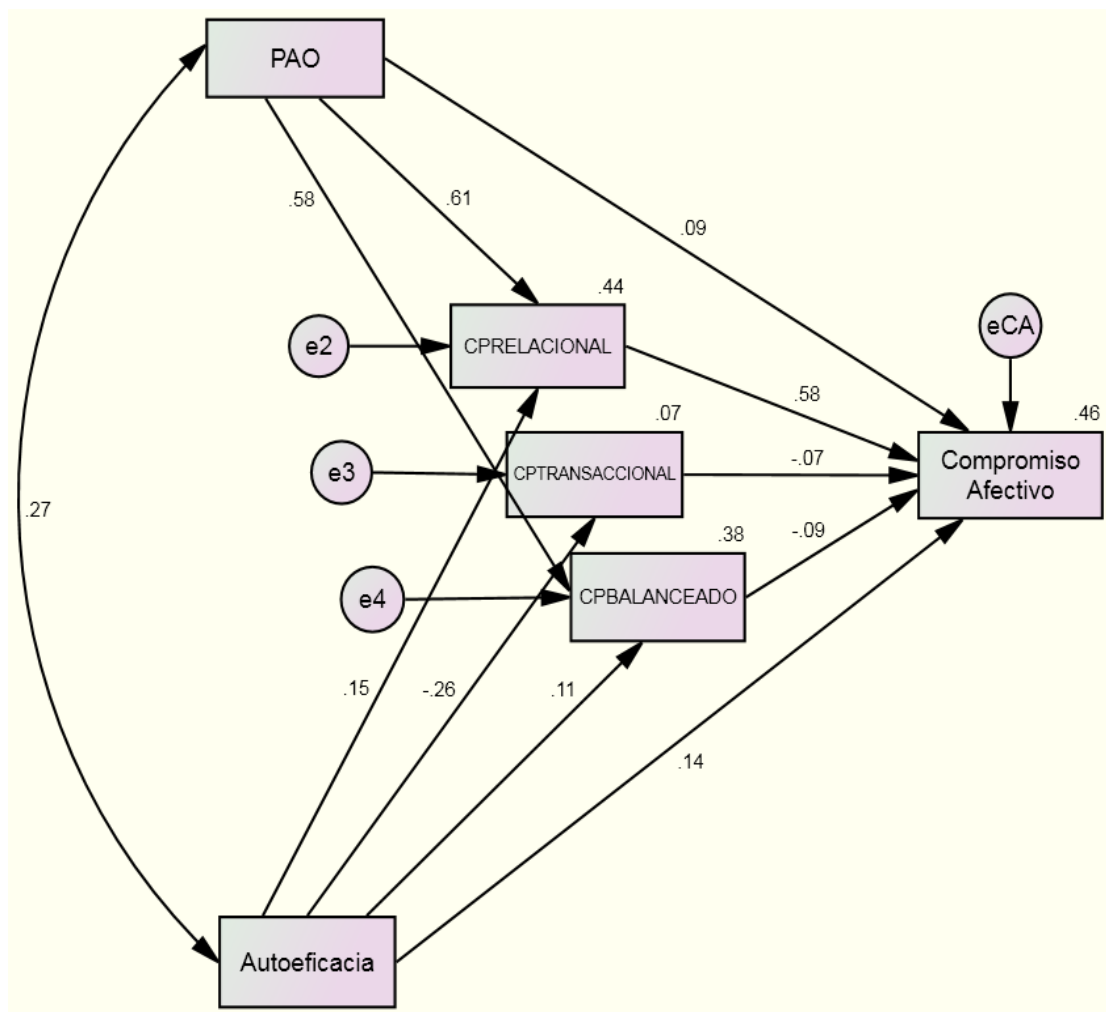 PAO
.58
.61
.09
.44
e2
CPRELACIONAL
eCA
.58
.07
.46
e3
CPTRANSACCIONAL
-.07
Compromiso
Afectivo
.27
.38
-.09
e4
CPBALANCEADO
.15
-.26
.11
.14
Autoeficacia